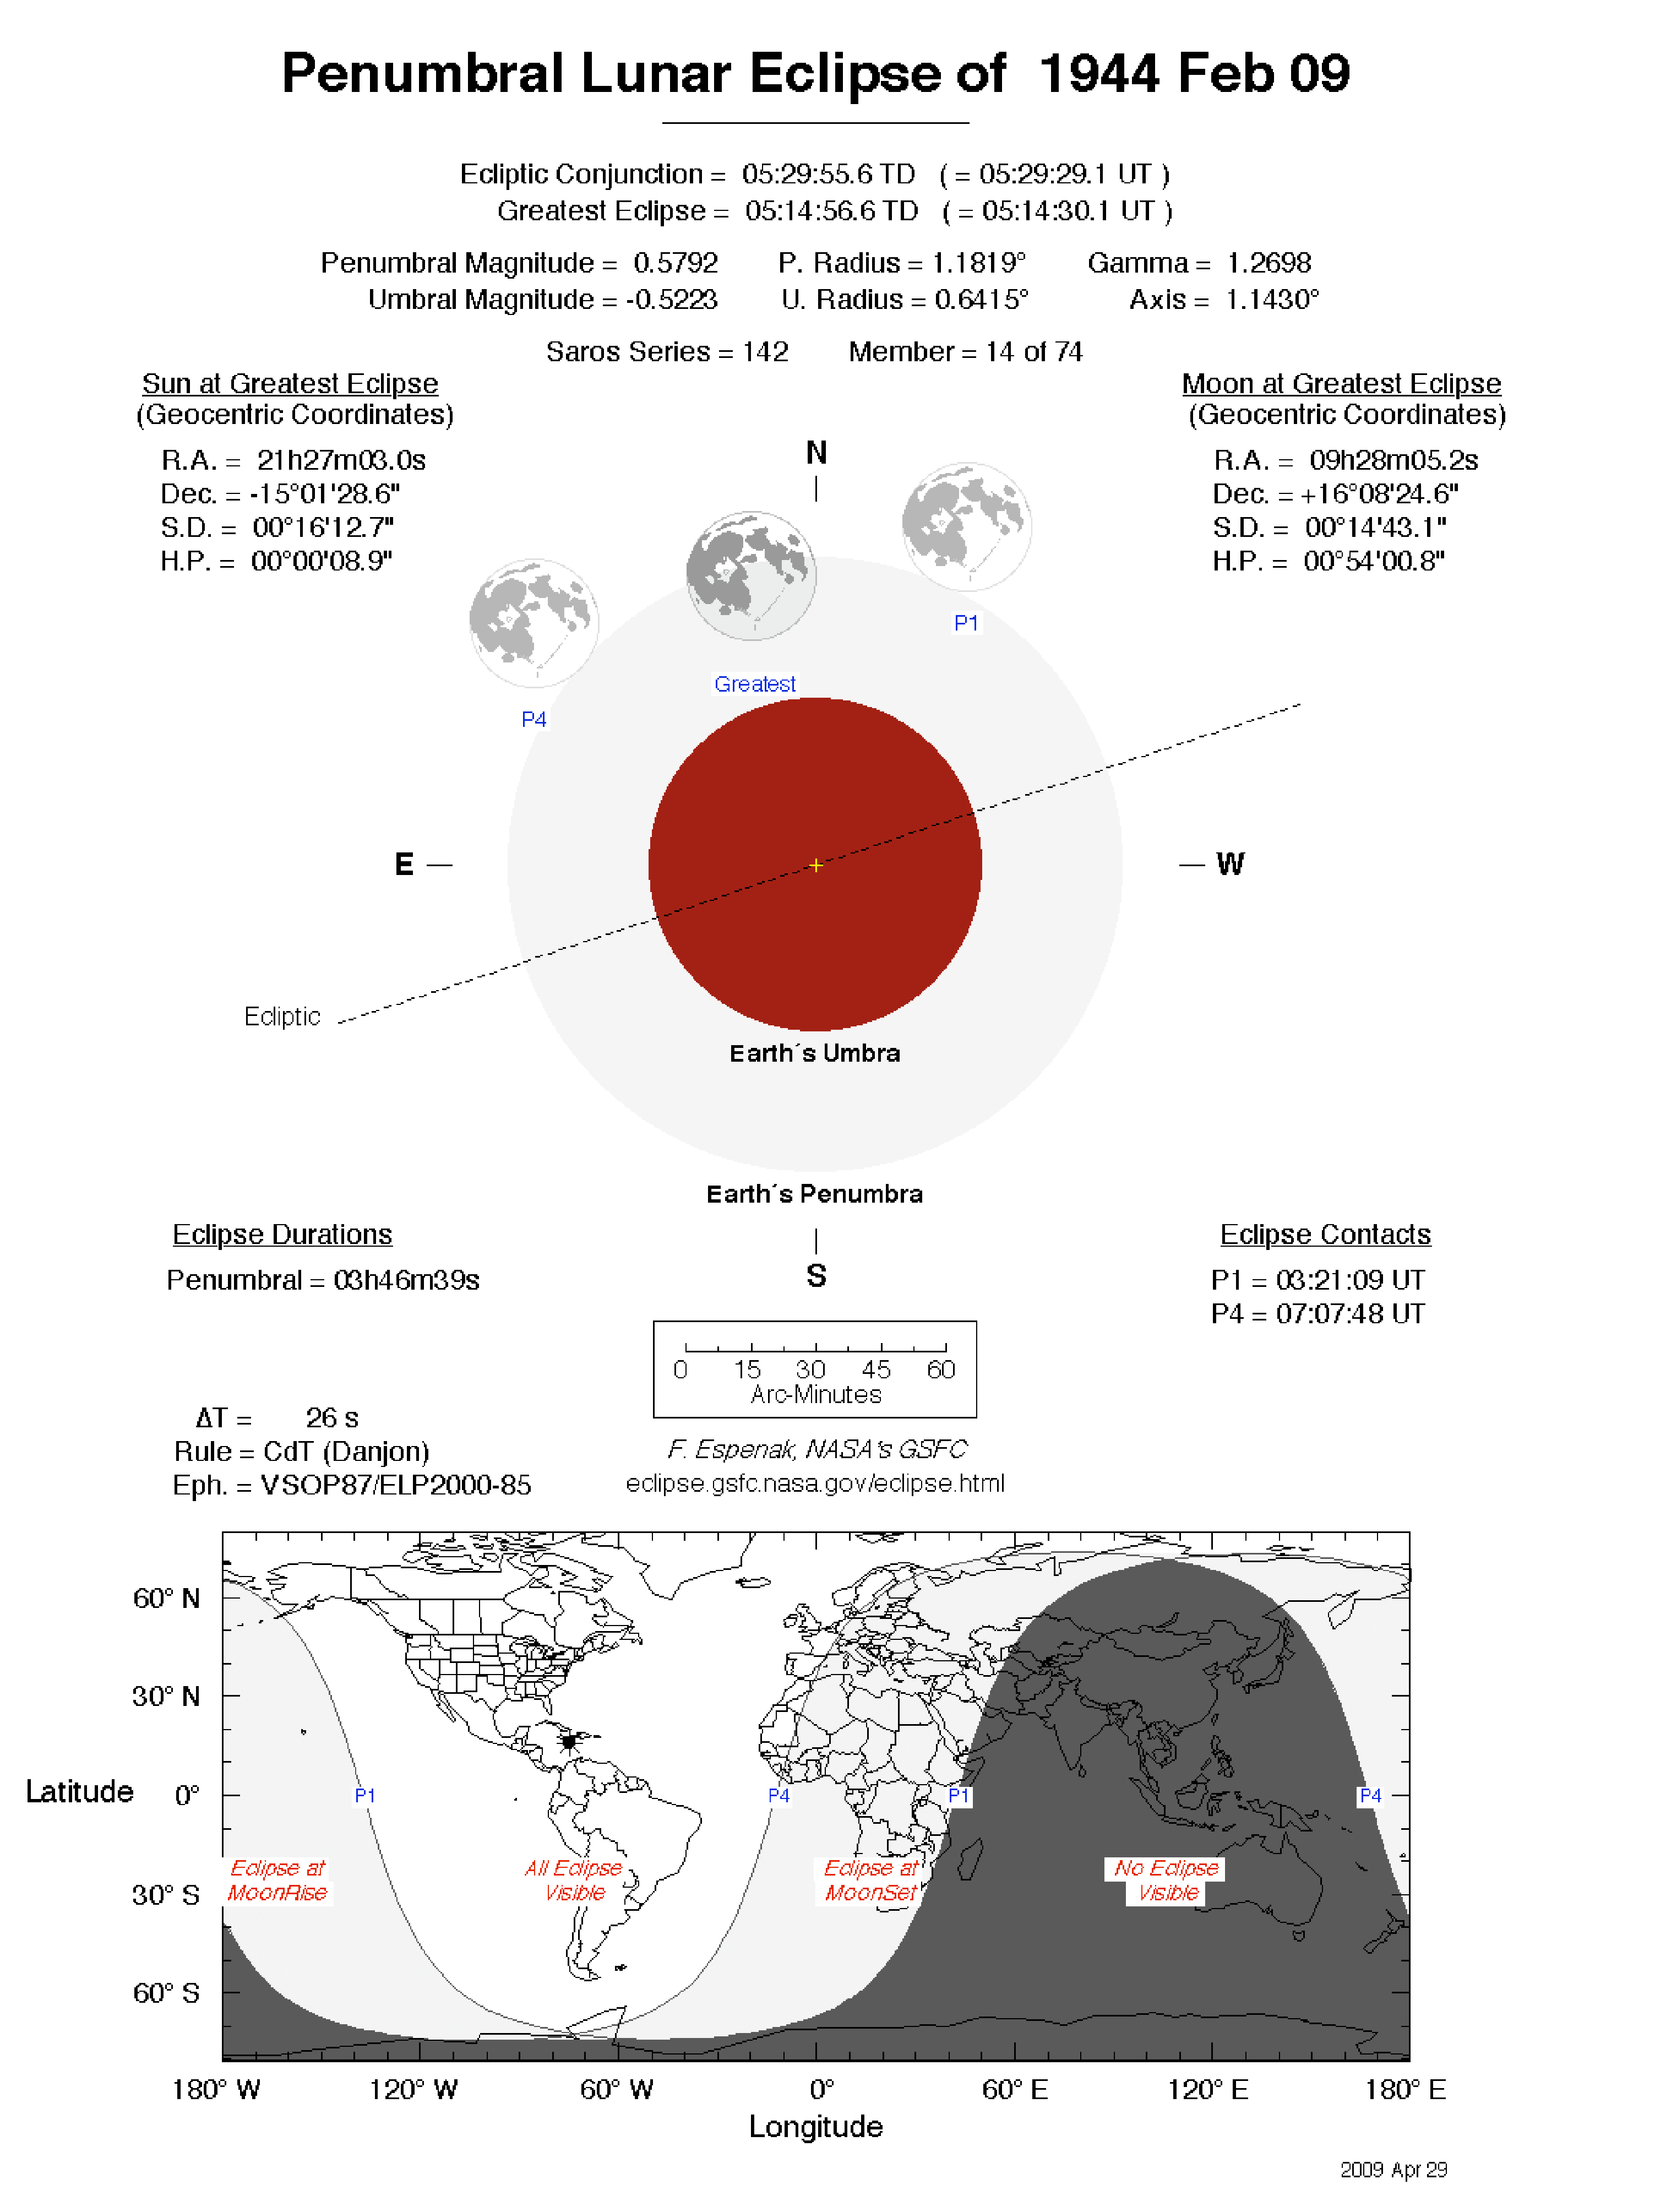 Penumbral Lunar Eclipse of 1944 Feb 09
Ecliptic Conjunction = 05:29:55.6 TD ( = 05:29:29.1 UT )
Greatest Eclipse = 05:14:56.6 TD ( = 05:14:30.1 UT )
Penumbral Magnitude = 0.5792 P. Radius = 1.1819° Gamma = 1.2698
Umbral Magnitude = -0.5223 U. Radius = 0.6415° Axis = 1.1430°
Saros Series = 142 Member = 14 of 74
Sun at Greatest Eclipse
(Geocentric Coordinates)
R.A. = 21h27m03.0s
Dec. = -15°01'28.6"
S.D. = 00°16'12.7"
H.P. = 00°00'08.9"
Moon at Greatest Eclipse
(Geocentric Coordinates)
R.A. = 09h28m05.2s
Dec. = +16°08'24.6"
S.D. = 00°14'43.1"
H.P. = 00°54'00.8"
N
P1
Greatest
P4
E
W
Ecliptic
Earth´s Umbra
Earth´s Penumbra
S
Eclipse Durations
Penumbral = 03h46m39s
Eclipse Contacts
P1 = 03:21:09 UT
P4 = 07:07:48 UT
0 15 30 45 60
Arc-Minutes
ΔT = 26 s
Rule = CdT (Danjon)
Eph. = VSOP87/ELP2000-85
F. Espenak, NASA's GSFC
eclipse.gsfc.nasa.gov/eclipse.html
60° N
30° N
Latitude 0°
30° S
60° S
P1 P4 P1 P4
Eclipse at
MoonRise
All Eclipse
Visible
Eclipse at
MoonSet
No Eclipse
Visible
180° W 120° W 60° W 0° 60° E 120° E 180° E
Longitude
2009 Apr 29